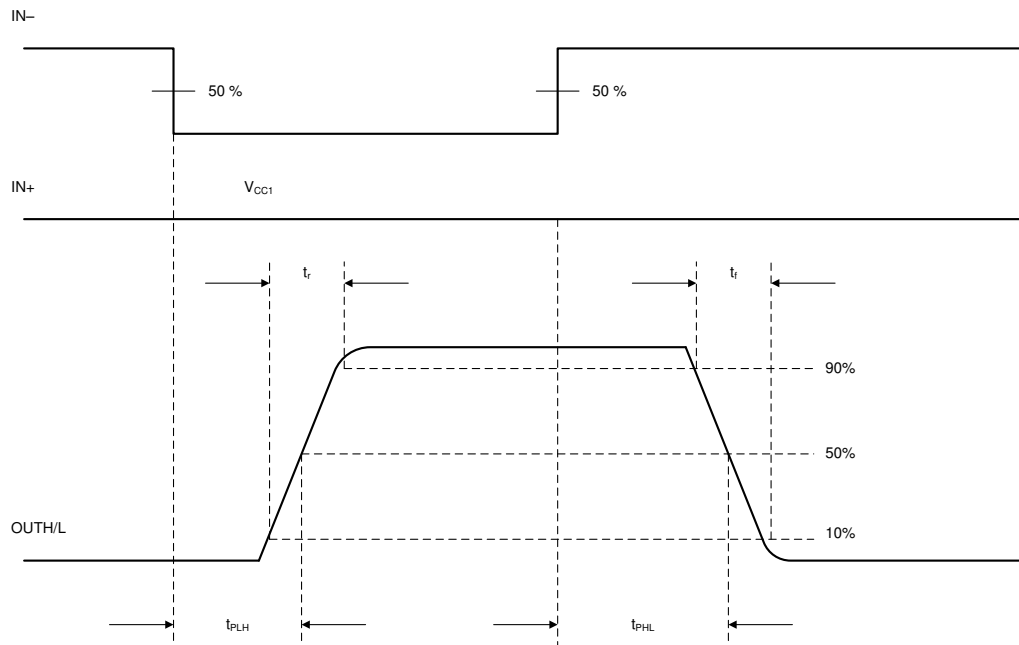 IN–
50 %
50 %
IN+
VCC1
tr
tf
90%
50%
OUTH/L
10%
tPLH
tPHL